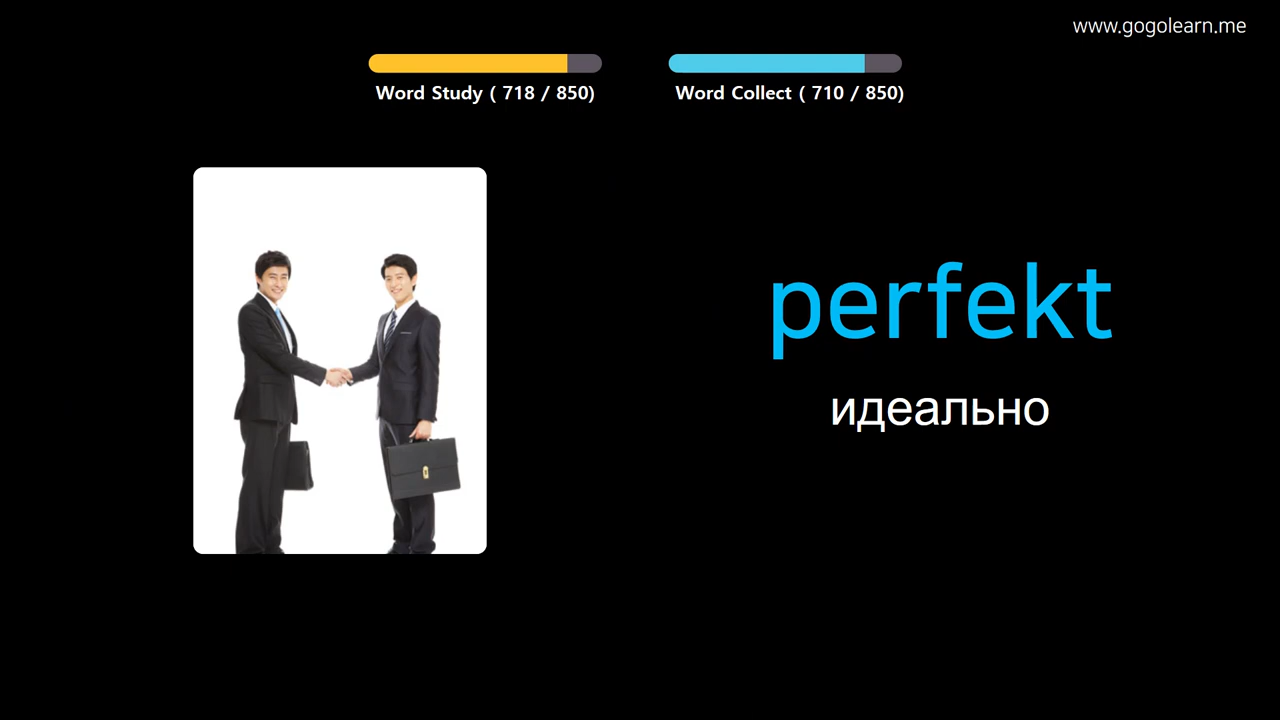 www.gogolearn.me
Word Study ( 718 / 850)
Word Collect ( 710 / 850)
perfekt
идеально